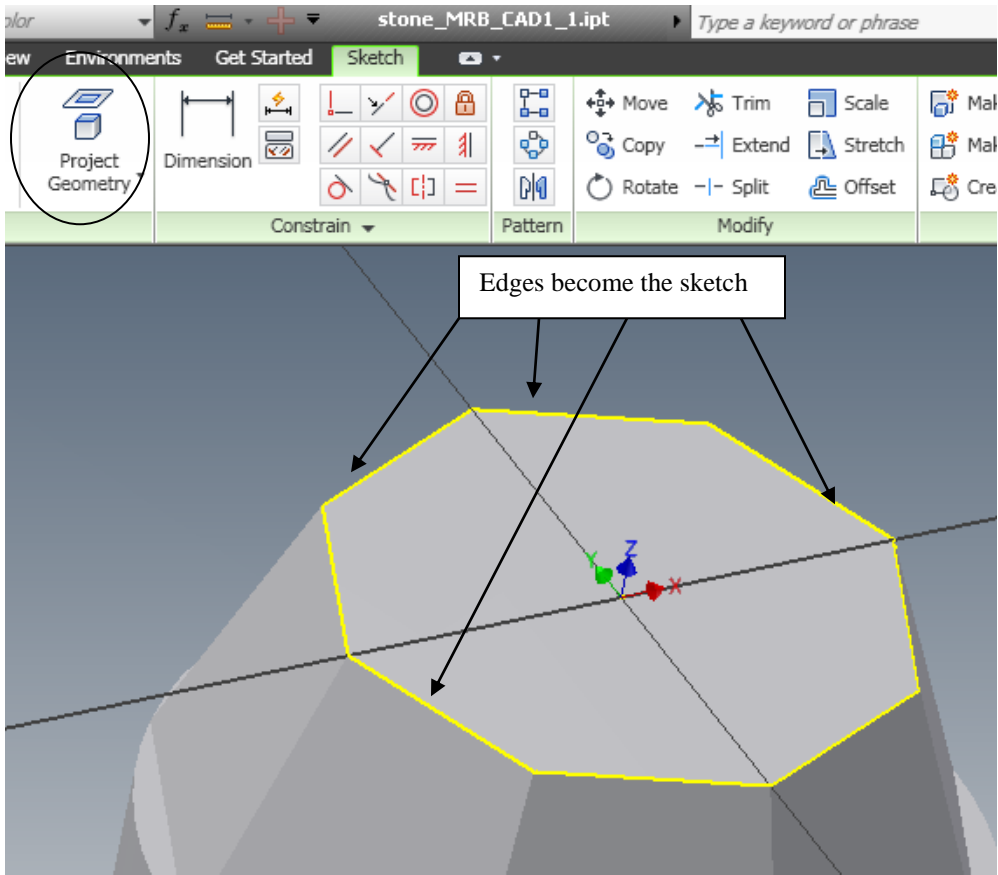 olor
fx
stone_MRB_CAD1_1.ipt
Type a keyword or phrase
ew Environments Get Started Sketch
Project Geometry
Dimension
Move Trim Scale Mak
Copy Extend Stretch Mak
Rotate Split Offset Cre
Constrain Pattern Modify
Edges become the sketch
Y Z X